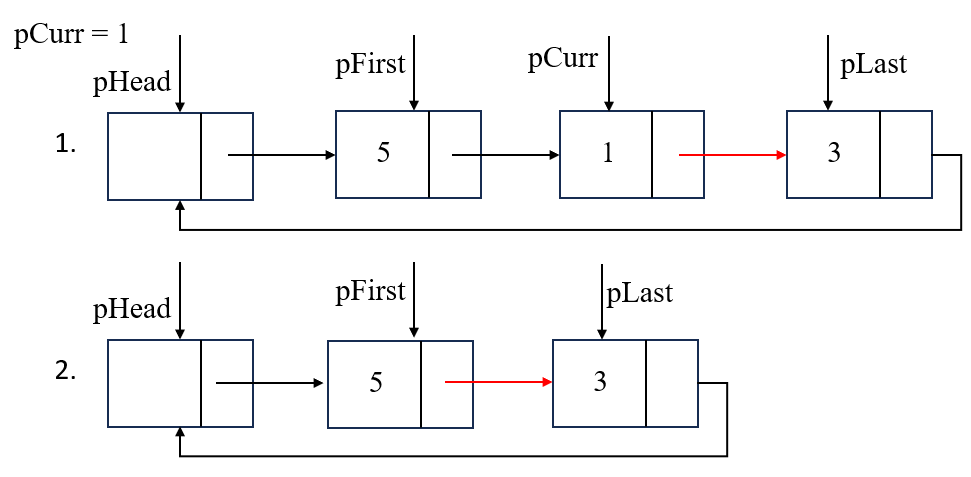 pCurr = 1
pHead pFirst pCurr pLast
1. 5 1 3
pHead pFirst pLast
2. 5 3